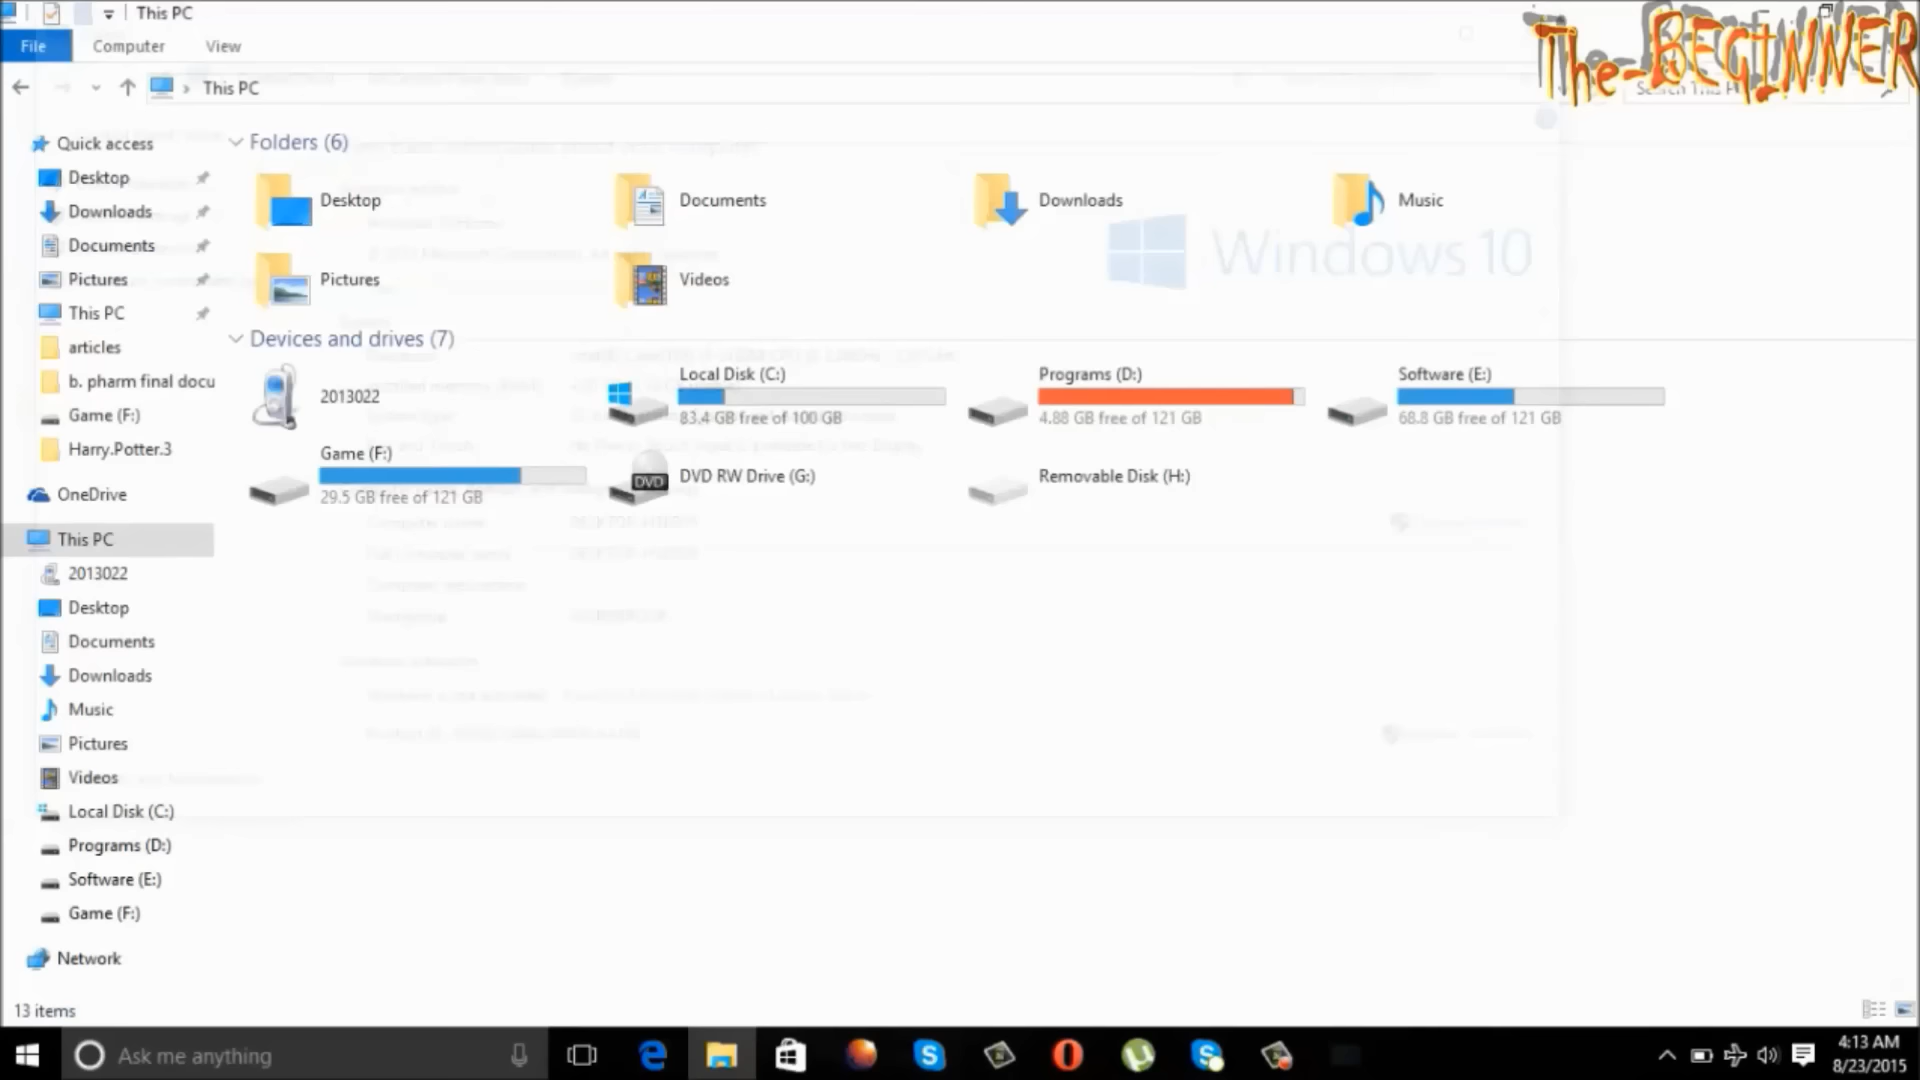 This PC
The-BEGINNER
File
Computer
View
This PC
Quick access
Desktop
Downloads
Documents
Pictures
This PC
articles
b. pharm final docu
Game (F:)
Harry.Potter.3
OneDrive
This PC
2013022
Desktop
Documents
Downloads
Music
Pictures
Videos
Local Disk (C:)
Programs (D:)
Software (E:)
Game (F:)
Network
Folders (6)
Desktop
Documents
Downloads
Music
Pictures
Videos
Windows 10
Devices and drives (7)
2013022
Local Disk (C:)
83.4 GB free of 100 GB
Programs (D:)
4.88 GB free of 121 GB
Software (E:)
68.8 GB free of 121 GB
Game (F:)
29.5 GB free of 121 GB
DVD
DVD RW Drive (G:)
Removable Disk (H:)
13 items
Ask me anything
4:13 AM
8/23/2015